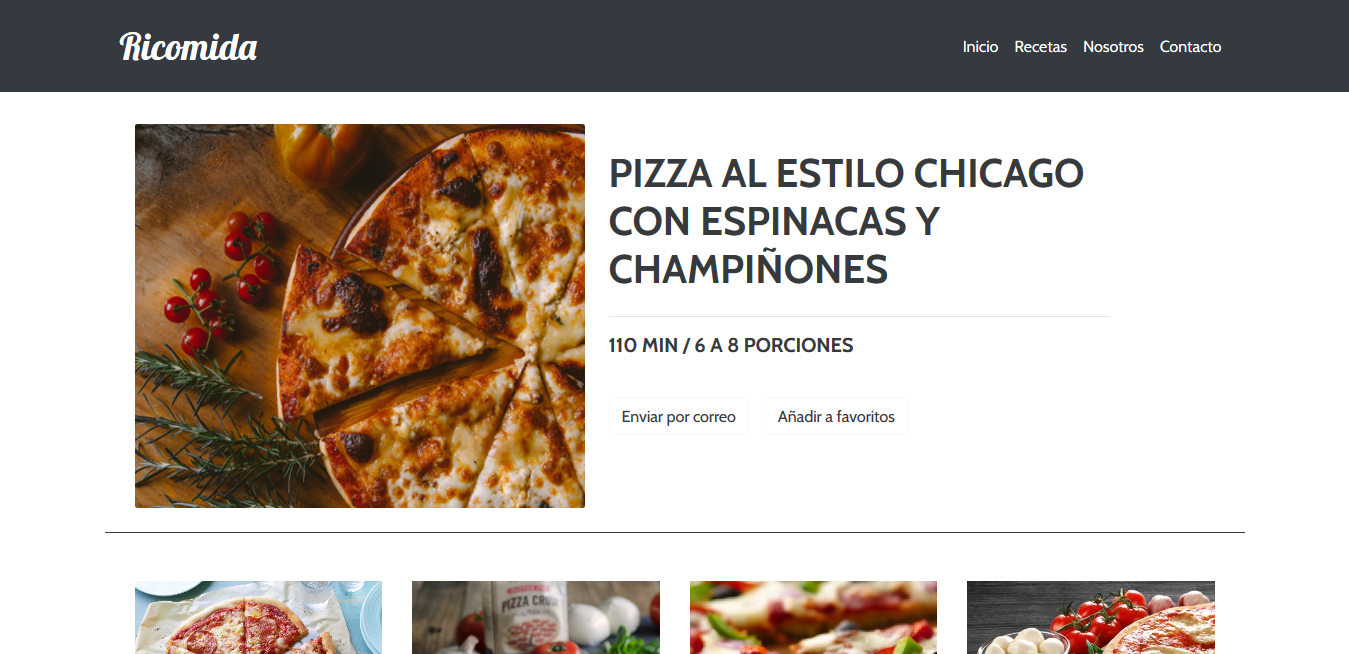 Ricomida
Inicio Recetas Nosotros Contacto
PIZZA AL ESTILO CHICAGO
CON ESPINACAS Y
CHAMPIÑONES
110 MIN / 6 A 8 PORCIONES
Enviar por correo Añadir a favoritos
PIZZA CRUST